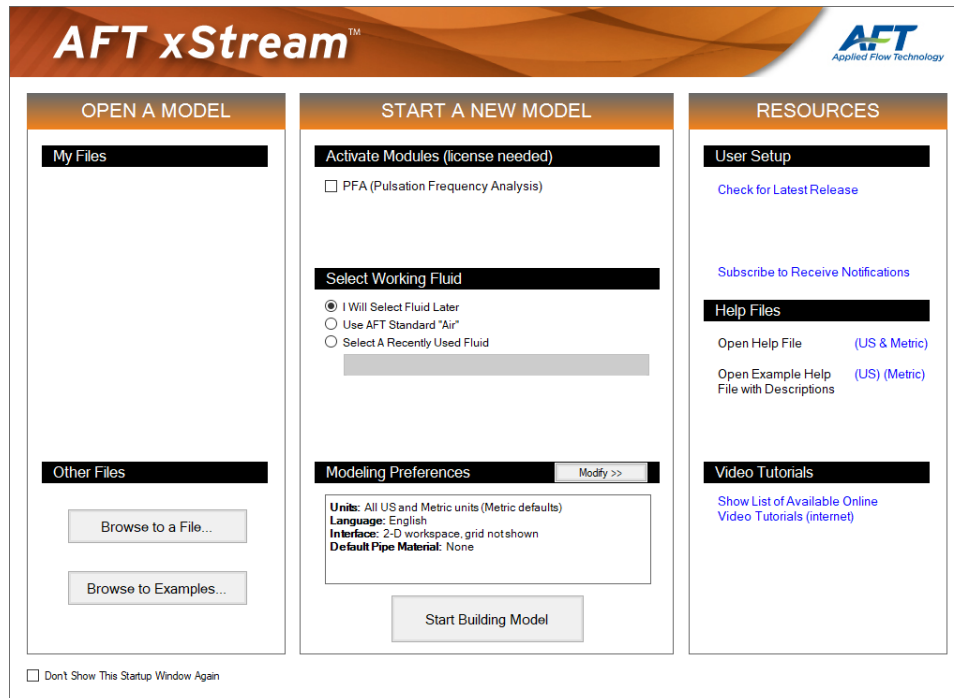 AFT xStream™
AFT
Applied Flow Technology
OPEN A MODEL
My Files
Other Files
Browse to a File...
Browse to Examples...
START A NEW MODEL
Activate Modules (license needed)
PFA (Pulsation Frequency Analysis)
Select Working Fluid
I Will Select Fluid Later
Use AFT Standard "Air"
Select A Recently Used Fluid
Modeling Preferences
Modify >>
Units: All US and Metric units (Metric defaults)
Language: English
Interface: 2-D workspace, grid not shown
Default Pipe Material: None
Start Building Model
RESOURCES
User Setup
Check for Latest Release
Subscribe to Receive Notifications
Help Files
Open Help File (US & Metric)
Open Example Help (US) (Metric)
File with Descriptions
Video Tutorials
Show List of Available Online
Video Tutorials (internet)
Don't Show This Startup Window Again